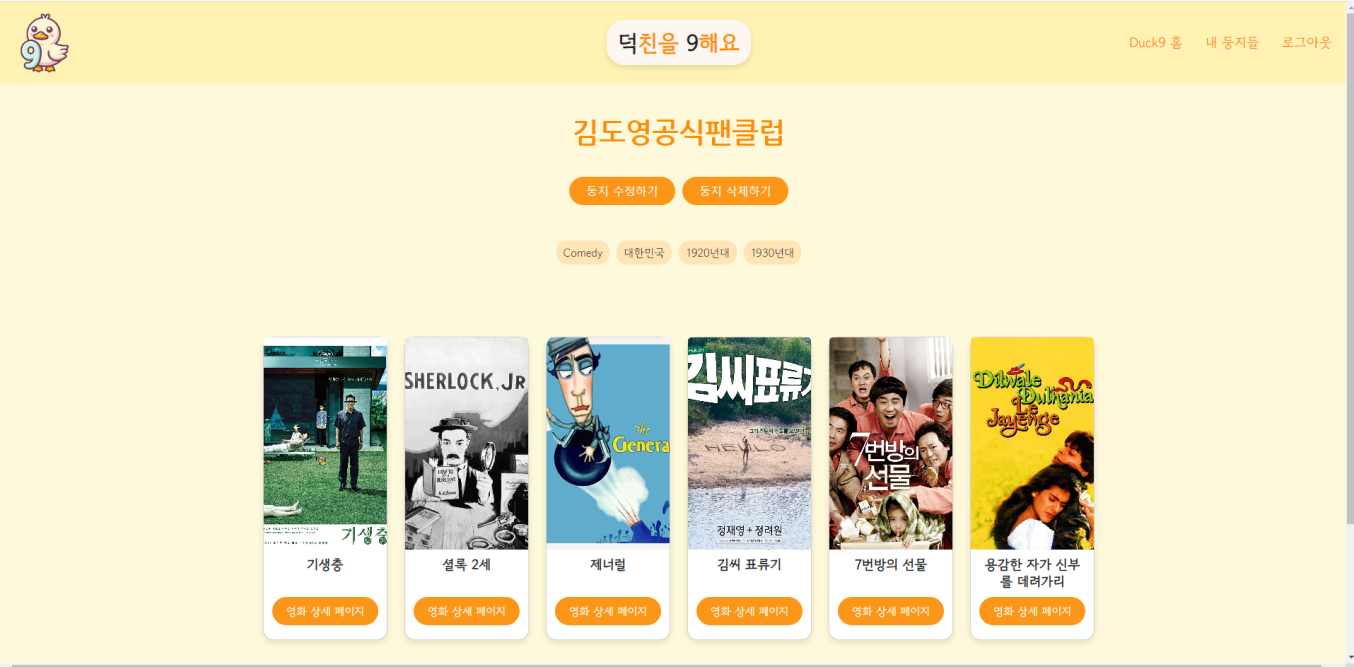 9
덕친을 9해요
Duck9 홈 내 둥지들 로그아웃
김도영공식팬클럽
둥지 수정하기 둥지 삭제하기
Comedy 대한민국 1920년대 1930년대
기생충
SHERLOCK, JR
The
General
김씨표류기
HELLO
정재영+정려원
7번방의
선물
Dilwale
Dulhania
Le
Jayenge
기생충 셜록 2세 제너럴 김씨 표류기 7번방의 선물 용감한 자가 신부
를 데려가리
영화 상세 페이지 영화 상세 페이지 영화 상세 페이지 영화 상세 페이지 영화 상세 페이지 영화 상세 페이지